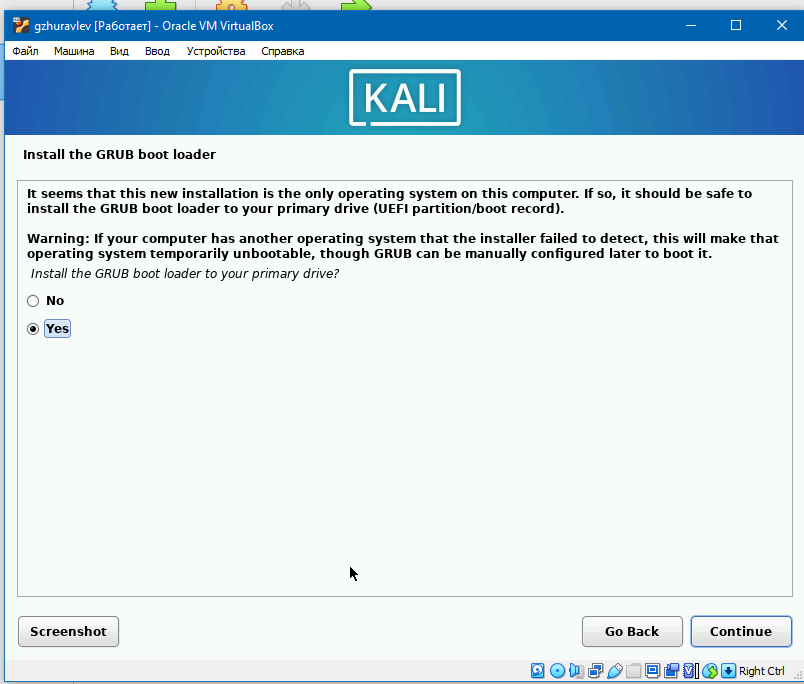 gzhuravlev [Работает] - Oracle VM VirtualBox
Файл Машина Вид Ввод Устройства Справка
KALI
Install the GRUB boot loader
It seems that this new installation is the only operating system on this computer. If so, it should be safe to
install the GRUB boot loader to your primary drive (UEFI partition/boot record).
Warning: If your computer has another operating system that the installer failed to detect, this will make that
operating system temporarily unbootable, though GRUB can be manually configured later to boot it.
Install the GRUB boot loader to your primary drive?
No
Yes
Screenshot Go Back Continue
Right Ctrl